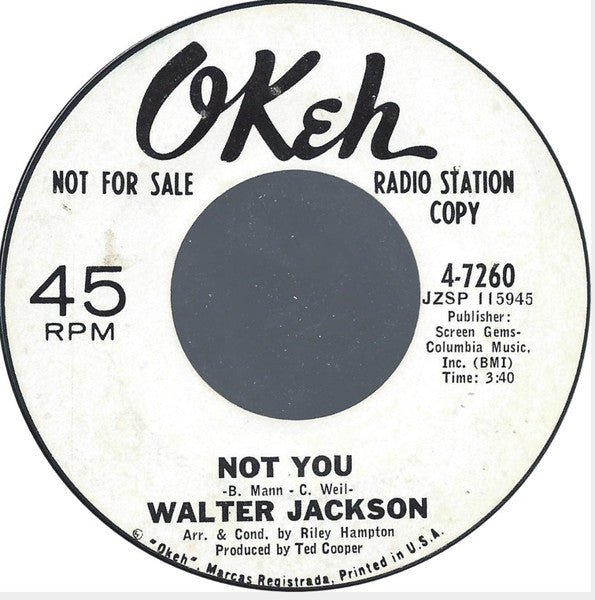 OKeh
NOT FOR SALE
RADIO STATION
COPY
45
RPM
4-7260
JZSP 115945
Publisher:
Screen Gems-
Columbia Music,
Inc. (BMI)
Time: 3:40
NOT YOU
-B. Mann - C. Weil-
WALTER JACKSON
Arr. & Cond. by Riley Hampton
Produced by Ted Cooper
© "Okeh", Marcas Registrada, Printed in U.S.A.